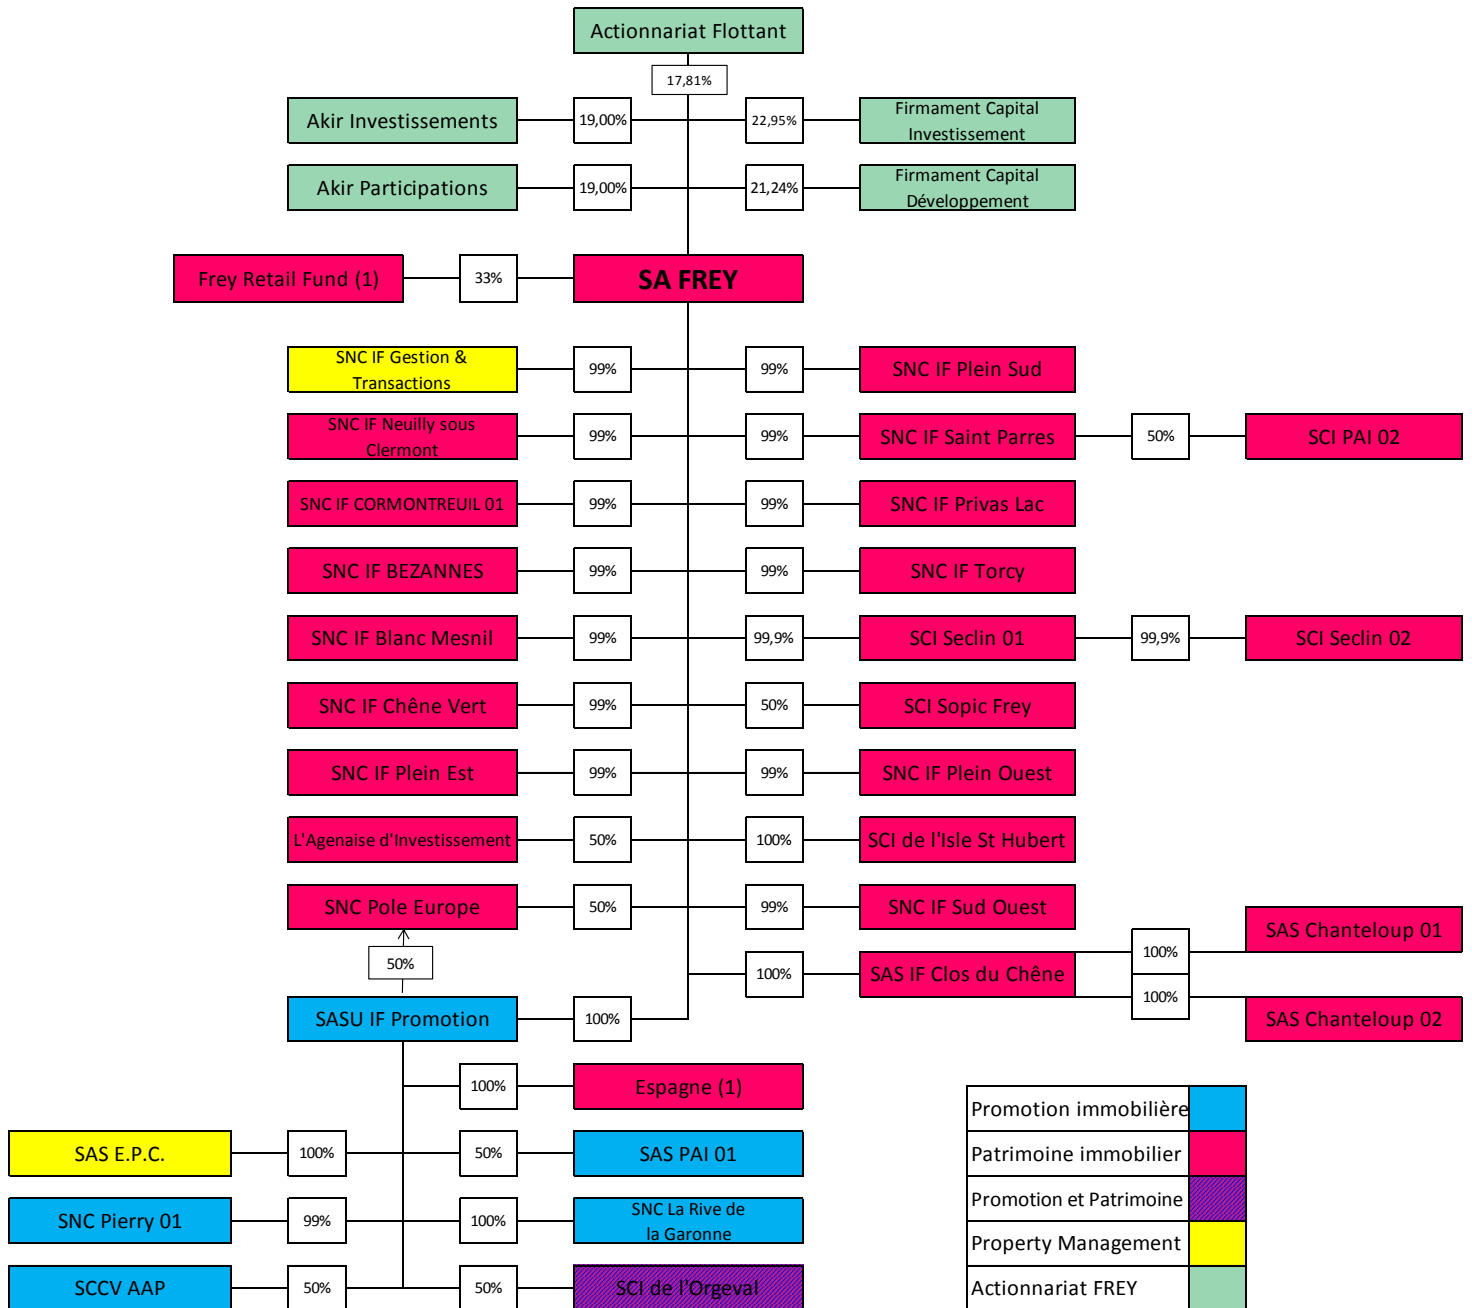 Actionnariat Flottant
17,81%
Akir Investissements
19,00%
22,95%
Firmament Capital
Investissement
Akir Participations
19,00%
21,24%
Firmament Capital
Développement
Frey Retail Fund (1)
33%
SA FREY
SNC IF Gestion &
Transactions
99%
99%
SNC IF Plein Sud
SNC IF Neuilly sous
Clermont
99%
99%
SNC IF Saint Parres
50%
SCI PAI 02
SNC IF CORMONTREUIL 01
99%
99%
SNC IF Privas Lac
SNC IF BEZANNES
99%
99%
SNC IF Torcy
SNC IF Blanc Mesnil
99%
99,9%
SCI Seclin 01
99,9%
SCI Seclin 02
SNC IF Chêne Vert
99%
50%
SCI Sopic Frey
SNC IF Plein Est
99%
99%
SNC IF Plein Ouest
L'Agenaise d'Investissement
50%
100%
SCI de l'Isle St Hubert
SNC Pole Europe
50%
99%
SNC IF Sud Ouest
SAS Chanteloup 01
50%
100%
SAS IF Clos du Chêne
100%
100%
SAS Chanteloup 02
SASU IF Promotion
100%
100%
Espagne (1)
SAS E.P.C.
100%
50%
SAS PAI 01
SNC Pierry 01
99%
100%
SNC La Rive de
la Garonne
SCCV AAP
50%
50%
SCI de l'Orgeval
Promotion immobilière
Patrimoine immobilier
Promotion et Patrimoine
Property Management
Actionnariat FREY